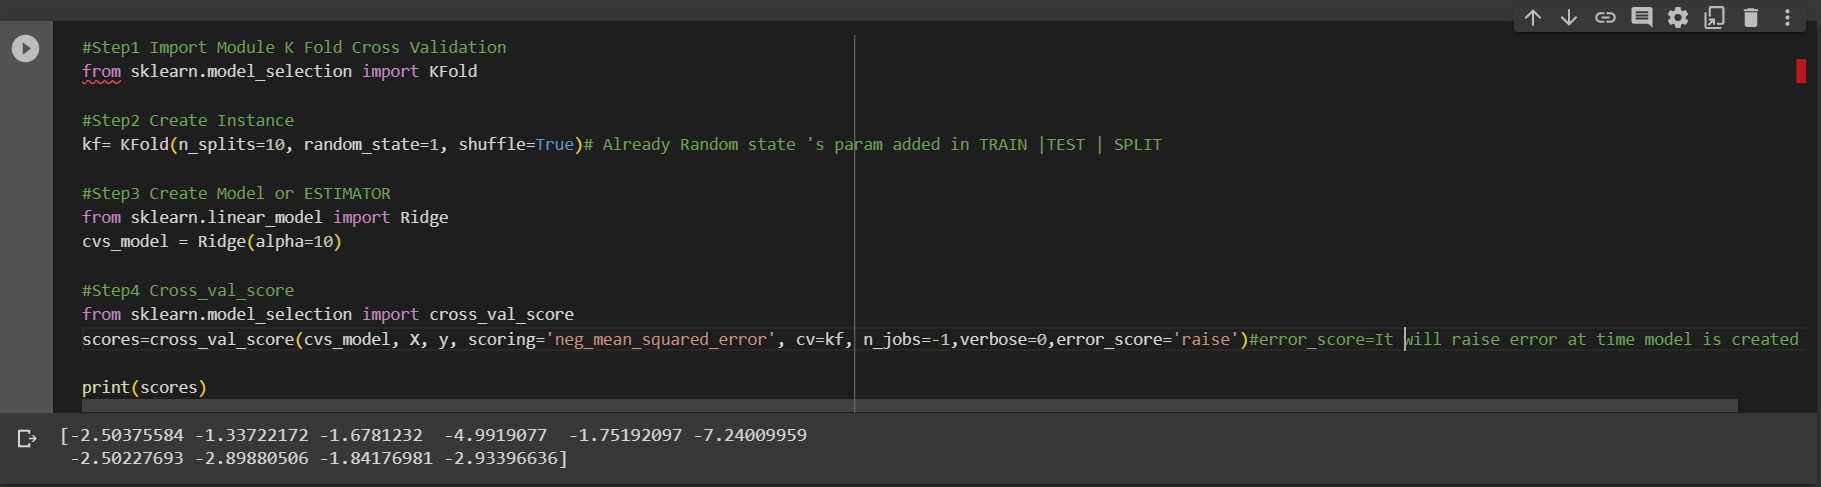 #Step1 Import Module K Fold Cross Validation
from sklearn.model_selection import KFold
#Step2 Create Instance
kf= KFold(n_splits=10, random_state=1, shuffle=True)# Already Random state 's param added in TRAIN |TEST | SPLIT
#Step3 Create Model or ESTIMATOR
from sklearn.linear_model import Ridge
cvs_model = Ridge(alpha=10)
#Step4 Cross_val_score
from sklearn.model_selection import cross_val_score
scores=cross_val_score(cvs_model, X, y, scoring='neg_mean_squared_error', cv=kf, n_jobs=-1,verbose=0,error_score='raise')#error_score=It will raise error at time model is created
print(scores)
[-2.50375584 -1.33722172 -1.6781232  -4.9919077  -1.75192097 -7.24009959
 -2.50227693 -2.89880506 -1.84176981 -2.93396636]